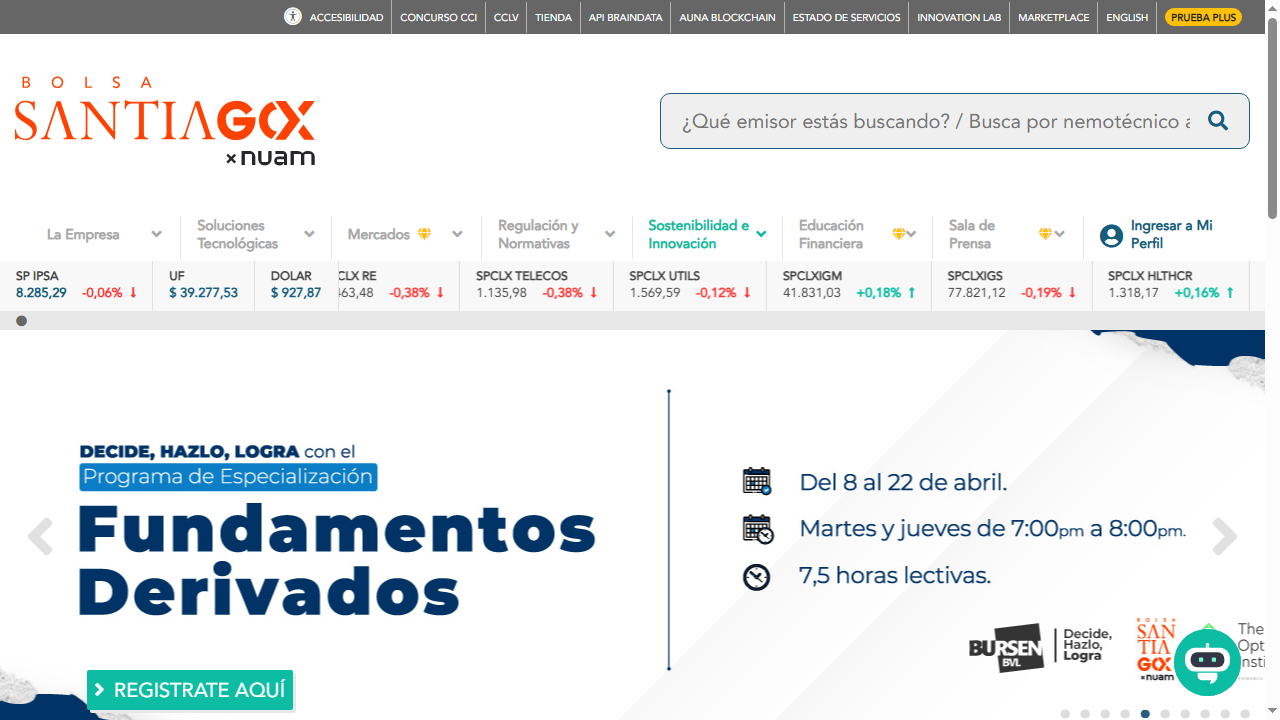 ACCESIBILIDAD CONCURSO CCI CCLV TIENDA API BRAINDATA AUNA BLOCKCHAIN ESTADO DE SERVICIOS INNOVATION LAB MARKETPLACE ENGLISH PRUEBA PLUS
BOLSA
SANTIAGO
x nuam
¿Qué emisor estás buscando? / Busca por nemotécnico
La Empresa
Soluciones
Tecnológicas
Mercados
Regulación y
Normativas
Sostenibilidad e
Innovación
Educación
Financiera
Sala de
Prensa
Ingresar a Mi
Perfil
SP IPSA
8.285,29 -0,06%
UF
$ 39.277,53
DOLAR
$ 927,87
CLX RE
463,48 -0,38%
SPCLX TELECOS
1.135,98 -0,38%
SPCLX UTILS
1.569,59 -0,12%
SPCLXIGM
41.831,03 +0,18%
SPCLXIGS
77.821,12 -0,19%
SPCLX HLTHCR
1.318,17 +0,16%
DECIDE, HAZLO, LOGRA con el
Programa de Especialización
Fundamentos
Derivados
REGISTRATE AQUÍ
Del 8 al 22 de abril.
Martes y jueves de 7:00pm a 8:00pm.
7,5 horas lectivas.
BURSEN
BVL
Decide,
Hazlo,
Logra
BOLSA
SAN
TIA
GO
x nuam
The
Opt
Insti